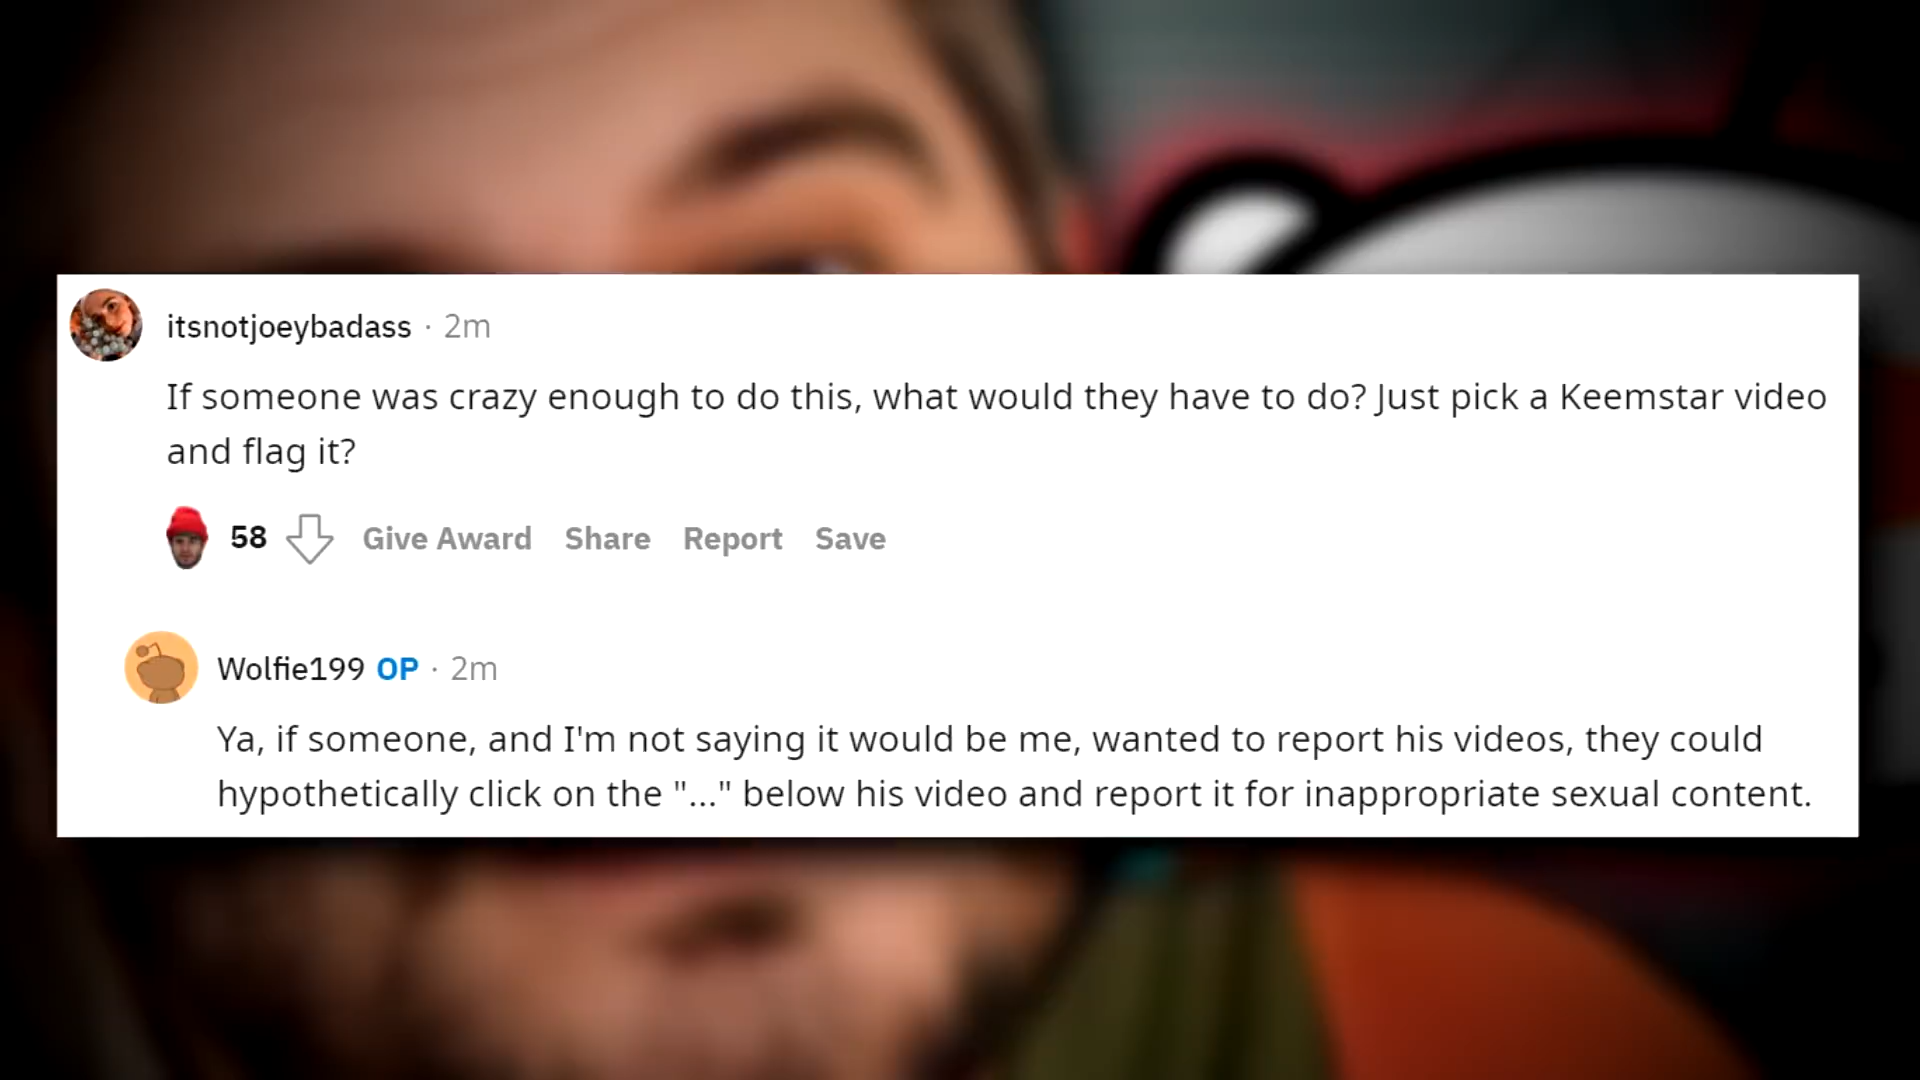 itsnotjoeybadass · 2m
If someone was crazy enough to do this, what would they have to do? Just pick a Keemstar video
and flag it?
58 Give Award Share Report Save
Wolfie199 OP · 2m
Ya, if someone, and I'm not saying it would be me, wanted to report his videos, they could
hypothetically click on the "..." below his video and report it for inappropriate sexual content.